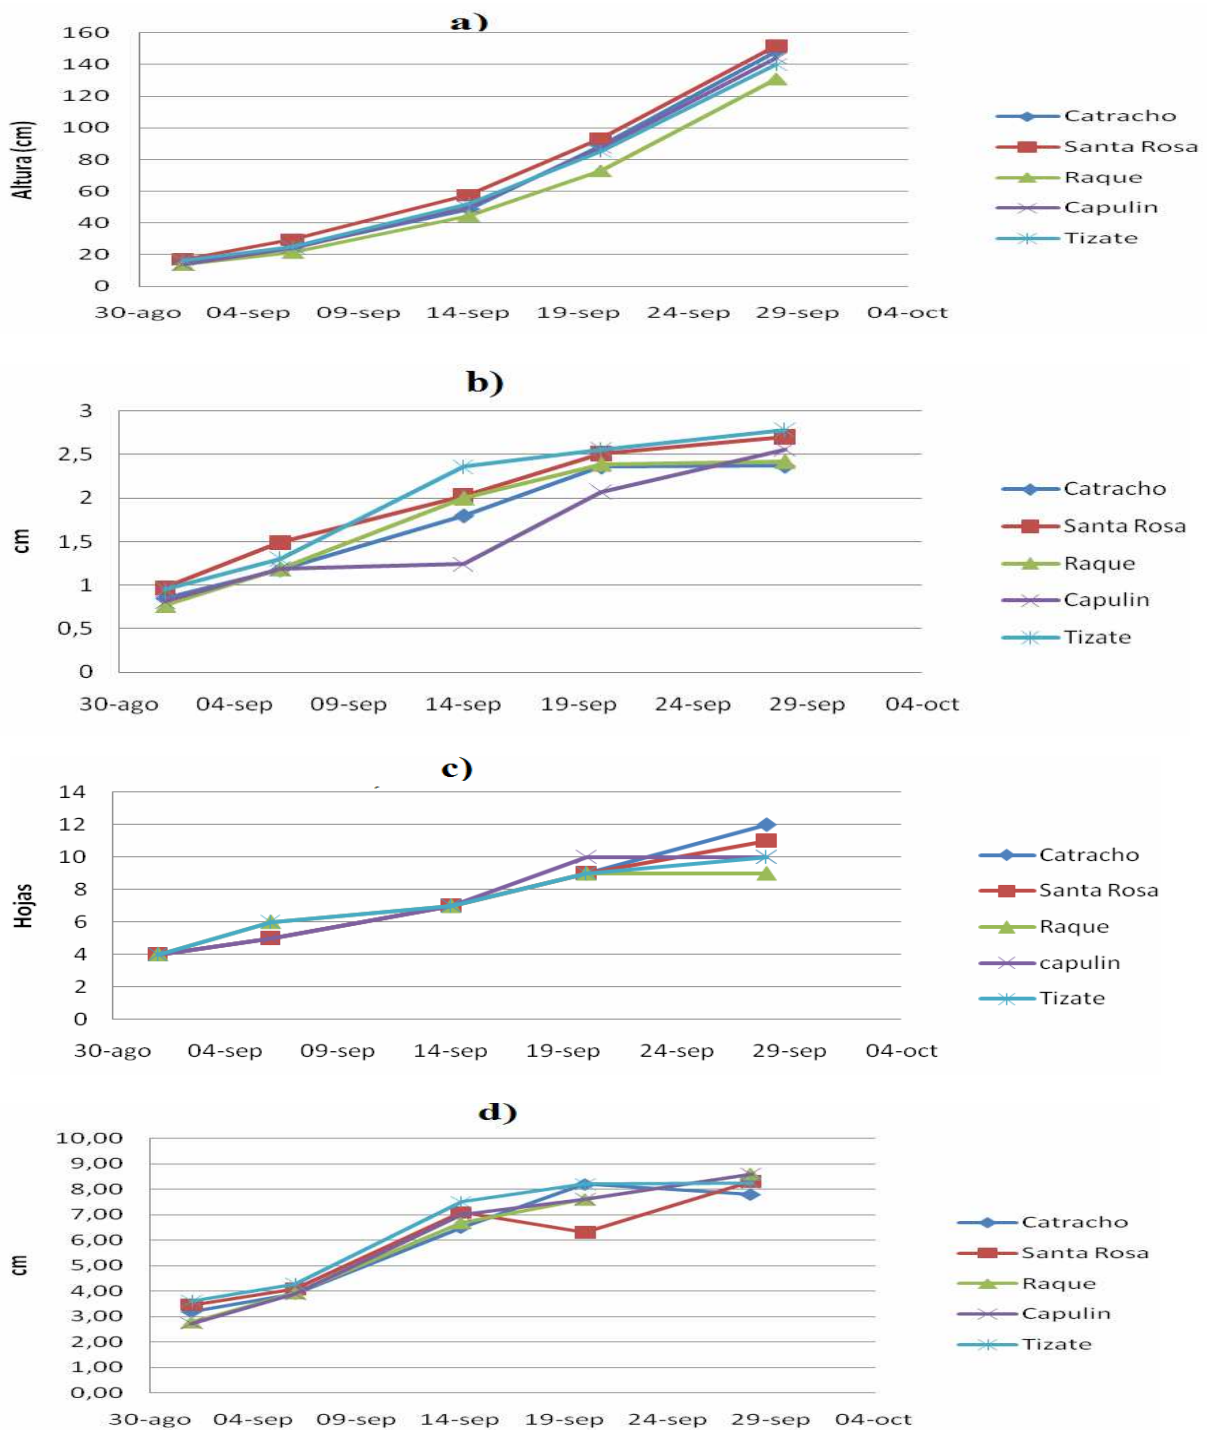 a)
Altura (cm)
160
140
120
100
80
60
40
20
0
30-ago 04-sep 09-sep 14-sep 19-sep 24-sep 29-sep 04-oct
Catracho
Santa Rosa
Raque
Capulin
Tizate
b)
cm
3
2,5
2
1,5
1
0,5
0
30-ago 04-sep 09-sep 14-sep 19-sep 24-sep 29-sep 04-oct
Catracho
Santa Rosa
Raque
Capulin
Tizate
c)
Hojas
14
12
10
8
6
4
2
0
30-ago 04-sep 09-sep 14-sep 19-sep 24-sep 29-sep 04-oct
Catracho
Santa Rosa
Raque
capulin
Tizate
d)
cm
10,00
9,00
8,00
7,00
6,00
5,00
4,00
3,00
2,00
1,00
0,00
30-ago 04-sep 09-sep 14-sep 19-sep 24-sep 29-sep 04-oct
Catracho
Santa Rosa
Raque
Capulin
Tizate